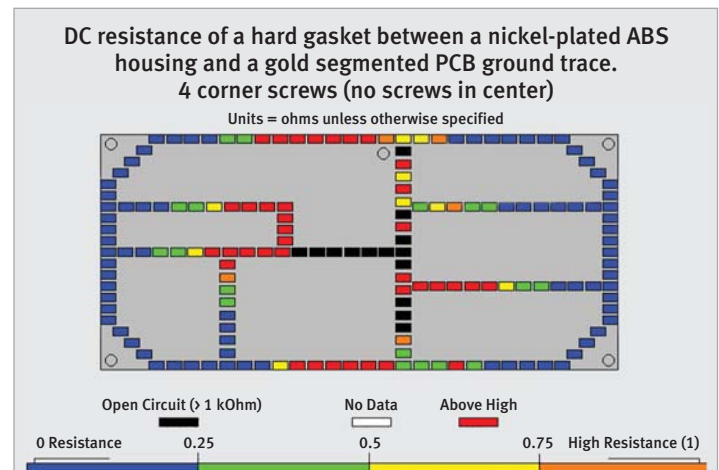 DC resistance of a hard gasket between a nickel-plated ABS
housing and a gold segmented PCB ground trace.
4 corner screws (no screws in center)
Units = ohms unless otherwise specified
Open Circuit (> 1 kOhm) No Data Above High
0 Resistance 0.25 0.5 0.75 High Resistance (1)